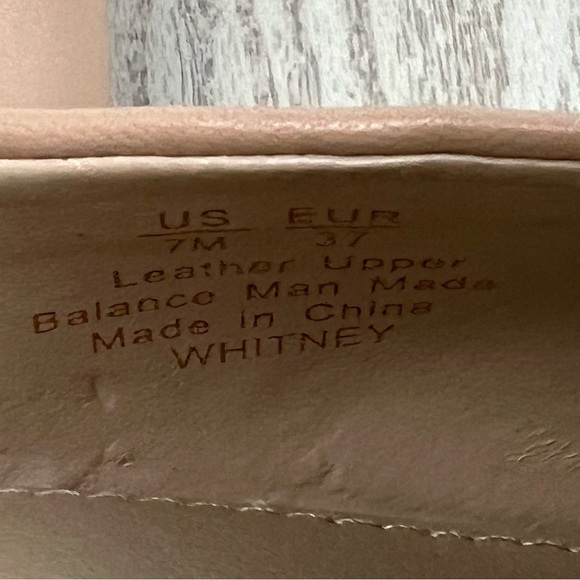 US EUR
7M 37
Leather Upper
Balance Man Made
Made in China
WHITNEY